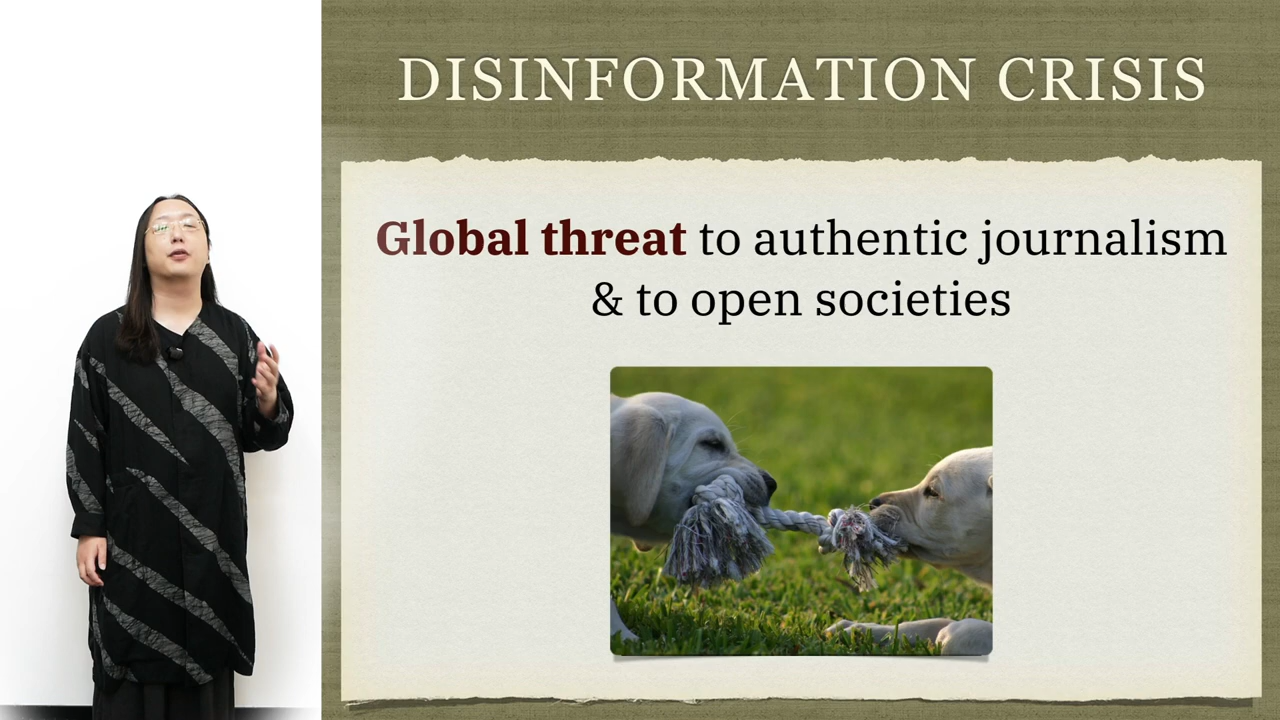 DISINFORMATION CRISIS
Global threat to authentic journalism
& to open societies